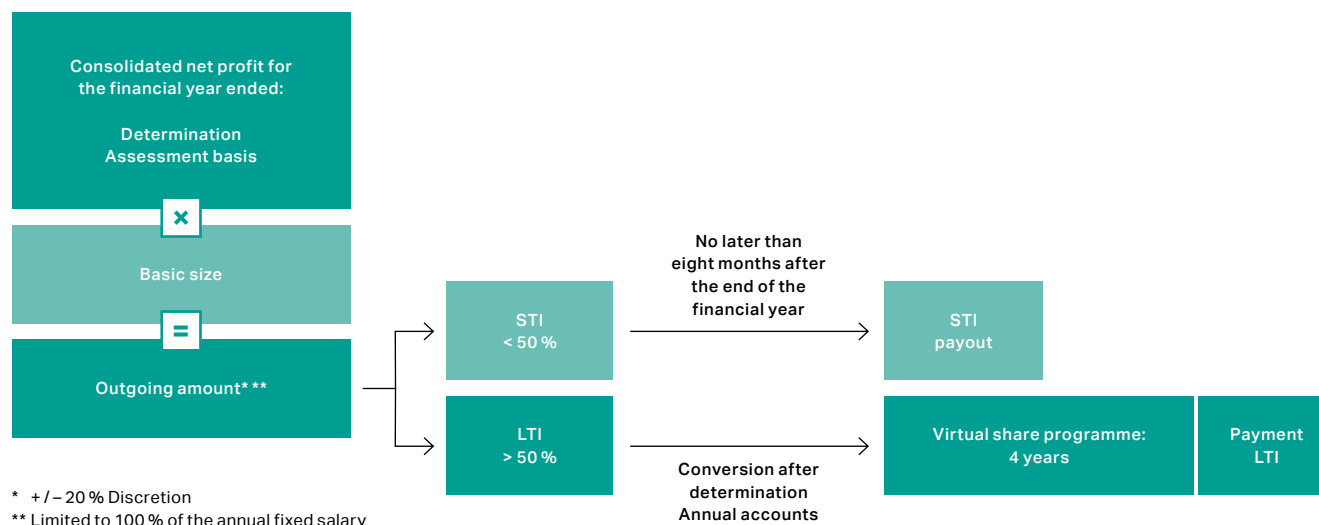 Consolidated net profit for
the financial year ended:
Determination
Assessment basis
×
Basic size
=
Outgoing amount* **
STI
< 50 %
No later than
eight months after
the end of the
financial year
STI
payout
LTI
> 50 %
Conversion after
determination
Annual accounts
Virtual share programme:
4 years
Payment
LTI
* + / – 20 % Discretion
** Limited to 100 % of the annual fixed salary